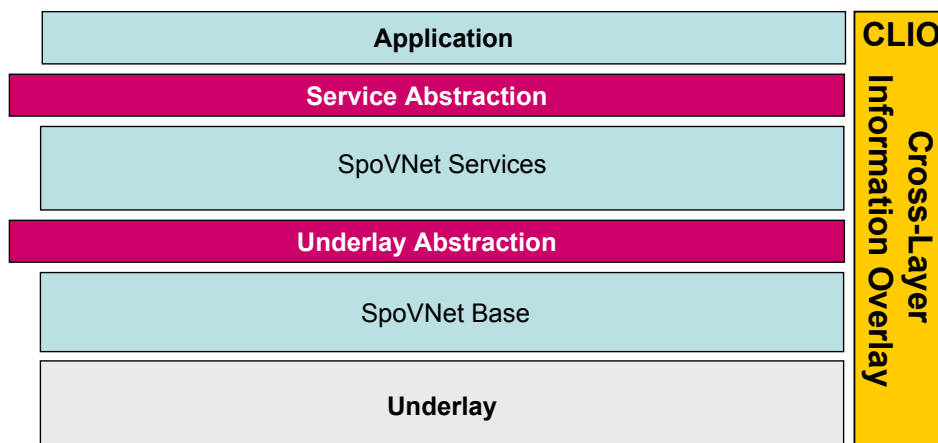 Application
Service Abstraction
SpoVNet Services
Underlay Abstraction
SpoVNet Base
Underlay
CLIO
Cross-Layer
Information Overlay